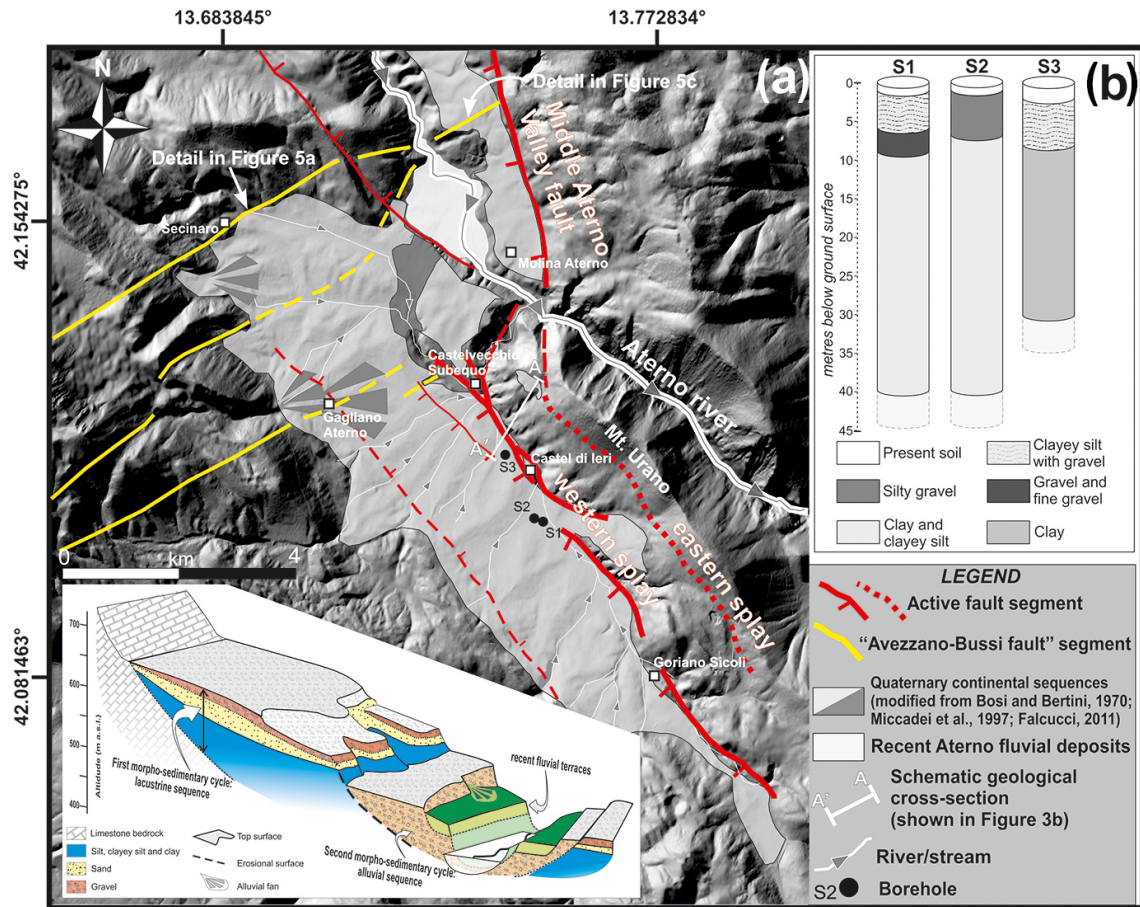 13.683845°
13.772834°
42.154275°
42.081463°
N
(a)
Detail in Figure 5c
Detail in Figure 5a
Middle Aterno
Valley fault
Secinaro
Molina Aterno
Castelvecchio
Subequo
A
Aterno river
Gagliano
Aterno
A'
S3
Castel di Ieri
Mt. Urano
S2
S1
western splay
eastern splay
Goriano Sicoli
0 4
km
Altidude (m a.s.l.)
700
600
500
400
First morpho-sedimentary cycle:
lacustrine sequence
recent fluvial terraces
Second morpho-sedimentary cycle:
alluvial sequence
Limestone bedrock
Silt, clayey silt and clay
Sand
Gravel
Top surface
Erosional surface
Alluvial fan
(b)
S1 S2 S3
metres below ground surface
0
5
10
15
20
25
30
35
40
45
Present soil
Clayey silt
with gravel
Silty gravel
Gravel and
fine gravel
Clay and
clayey silt
Clay
LEGEND
Active fault segment
“Avezzano-Bussi fault” segment
Quaternary continental sequences
(modified from Bosi and Bertini, 1970;
Miccadei et al., 1997; Falcucci, 2011)
Recent Aterno fluvial deposits
A
A'
Schematic geological
cross-section
(shown in Figure 3b)
River/stream
S2 Borehole